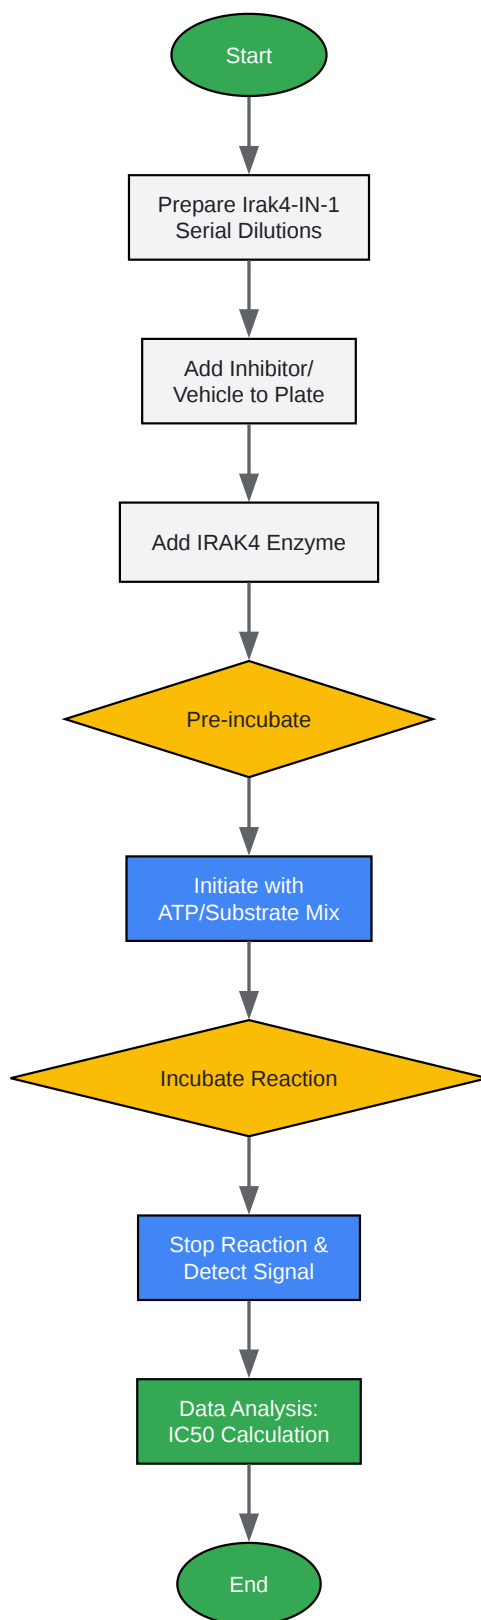 Start
Prepare Irak4-IN-1
Serial Dilutions
Add Inhibitor/
Vehicle to Plate
Add IRAK4 Enzyme
Pre-incubate
Initiate with
ATP/Substrate Mix
Incubate Reaction
Stop Reaction &
Detect Signal
Data Analysis:
IC50 Calculation
End